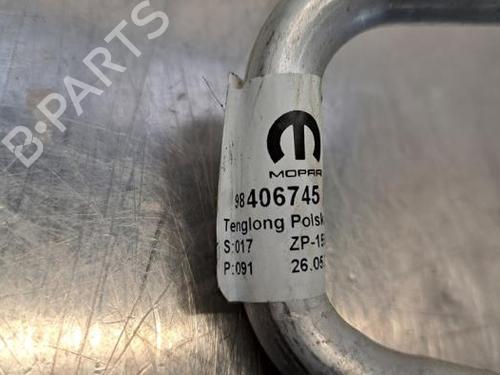 B-PARTS
MOPAR
98406745
Tenglong Polsk
S:017 ZP-15
P:091 26.05